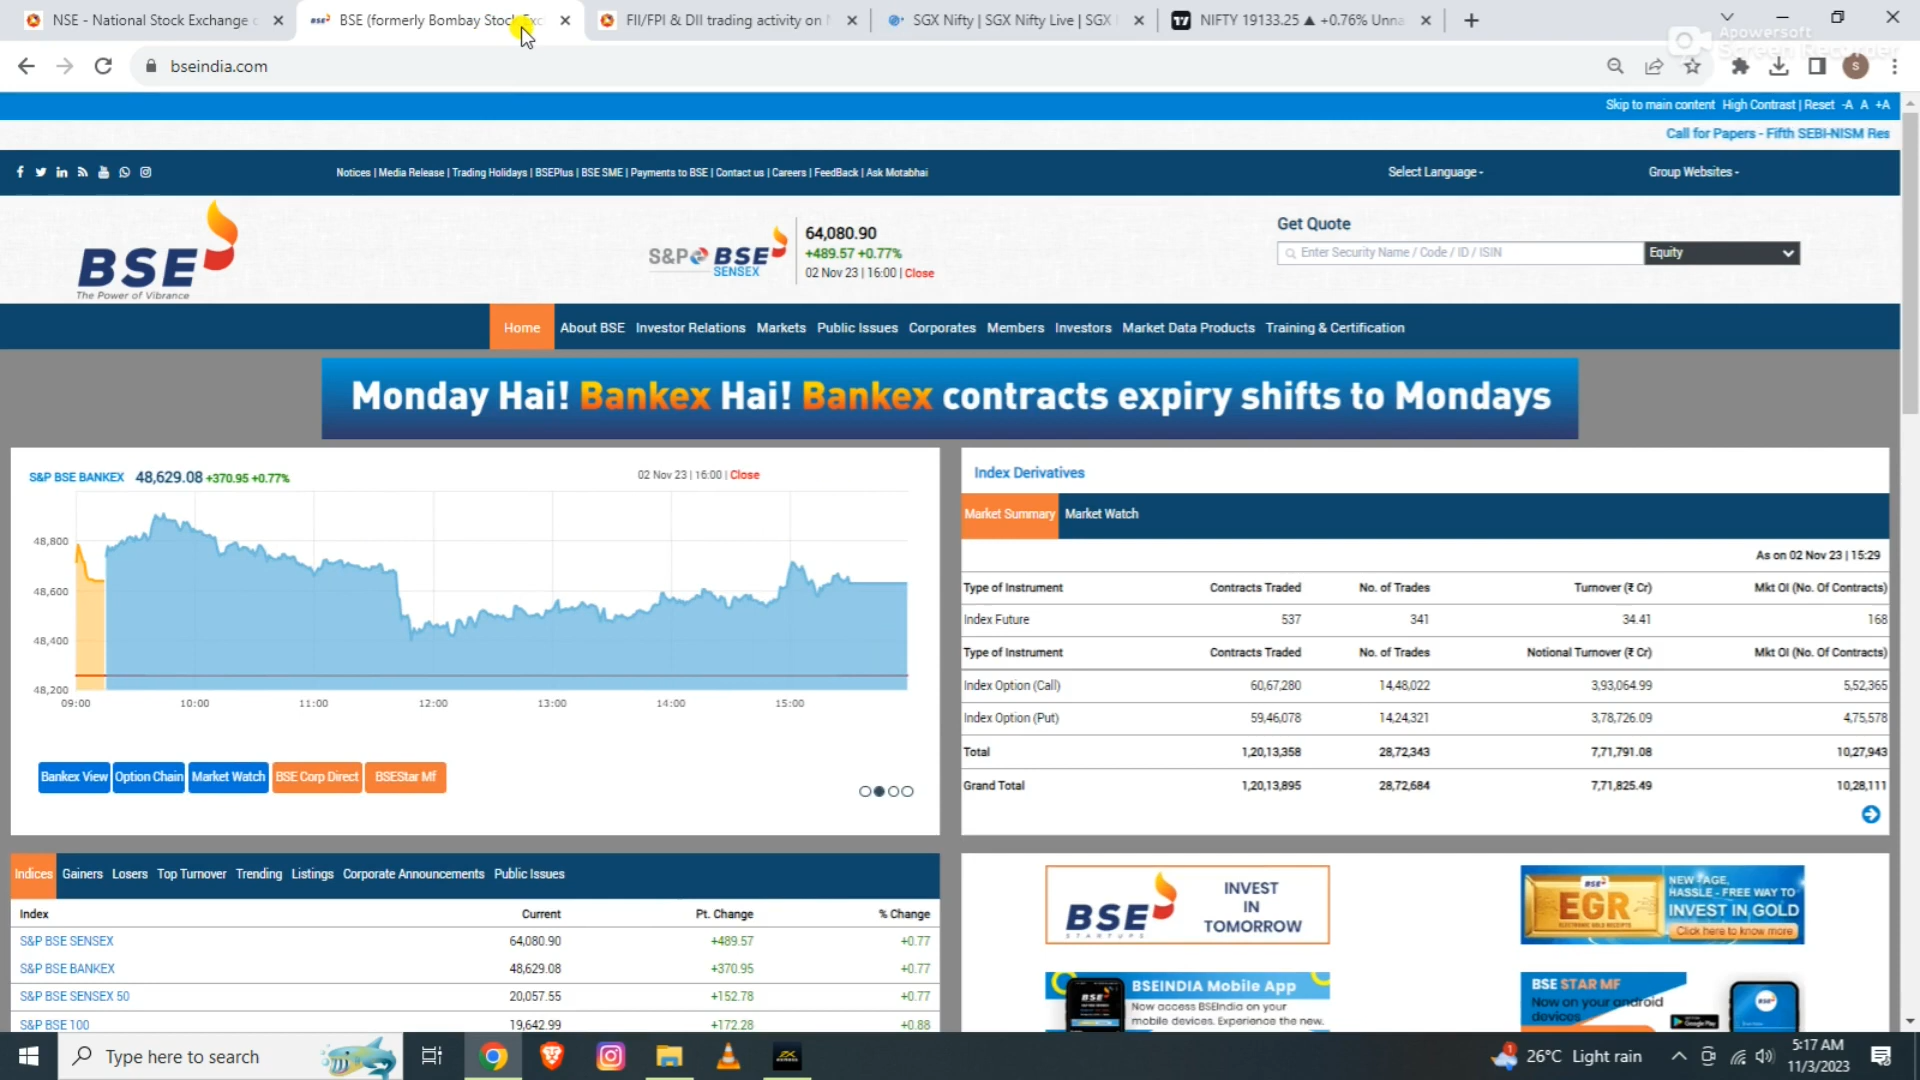 NSE - National Stock Exchange
BSE (formerly Bombay Stock Exc
FII/FPI & DII trading activity on
SGX Nifty | SGX Nifty Live | SGX
NIFTY 19133.25 ▲ +0.76% Unna
Apowersoft
Screen Recorder
bseindia.com
S
Skip to main content High Contrast | Reset -A A +A
Call for Papers - Fifth SEBI-NISM Res
Notices | Media Release | Trading Holidays | BSEPlus | BSE SME | Payments to BSE | Contact us | Careers | FeedBack | Ask Motabhai
Select Language
Group Websites
BSE
The Power of Vibrance
S&P BSE
SENSEX
64,080.90
+489.57 +0.77%
02 Nov 23 | 16:00 | Close
Get Quote
Enter Security Name / Code / ID / ISIN
Equity
Home About BSE Investor Relations Markets Public Issues Corporates Members Investors Market Data Products Training & Certification
Monday Hai! Bankex Hai! Bankex contracts expiry shifts to Mondays
S&P BSE BANKEX 48,629.08 +370.95 +0.77%
02 Nov 23 | 16:00 | Close
48,800
48,600
48,400
48,200
09:00 10:00 11:00 12:00 13:00 14:00 15:00
Bankex View Option Chain Market Watch BSE Corp Direct BSEStar Mf
Index Derivatives
Market Summary Market Watch
As on 02 Nov 23 | 15:29
Type of Instrument Contracts Traded No. of Trades Turnover (₹ Cr) Mkt OI (No. Of Contracts)
Index Future 537 341 34.41 168
Type of Instrument Contracts Traded No. of Trades Notional Turnover (₹ Cr) Mkt OI (No. Of Contracts)
Index Option (Call) 60,67,280 14,48,022 3,93,064.99 5,52,365
Index Option (Put) 59,46,078 14,24,321 3,78,726.09 4,75,578
Total 1,20,13,358 28,72,343 7,71,791.08 10,27,943
Grand Total 1,20,13,895 28,72,684 7,71,825.49 10,28,111
Indices Gainers Losers Top Turnover Trending Listings Corporate Announcements Public Issues
Index Current Pt. Change % Change
S&P BSE SENSEX 64,080.90 +489.57 +0.77
S&P BSE BANKEX 48,629.08 +370.95 +0.77
S&P BSE SENSEX 50 20,057.55 +152.78 +0.77
S&P BSE 100 19,642.99 +172.28 +0.88
BSE
STARTUPS
INVEST
IN
TOMORROW
BSE
EGR
ELECTRONIC GOLD RECEIPTS
NEW AGE,
HASSLE - FREE WAY TO
INVEST IN GOLD
Click here to know more
BSE
BSEINDIA Mobile App
Now access BSEIndia on your
mobile devices. Experience the new.
BSE STAR MF
Now on your android
devices
Google Play
Type here to search
1
26°C Light rain
5:17 AM
11/3/2023